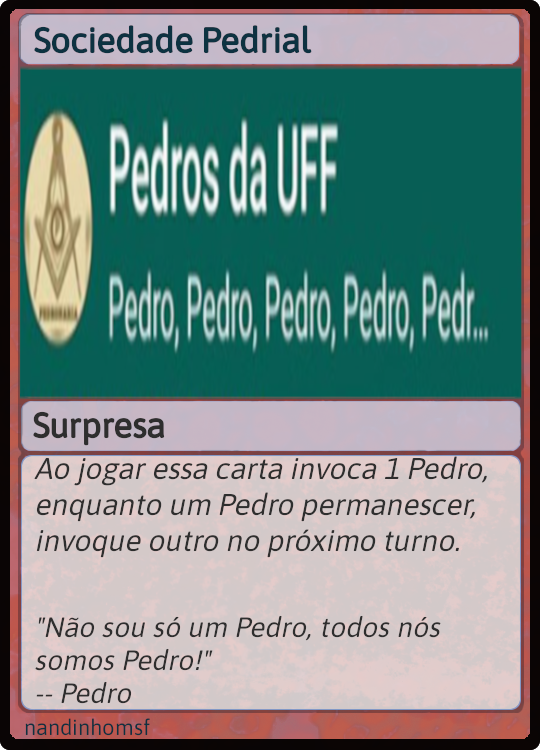 Sociedade Pedrial
Pedros da UFF
Pedro, Pedro, Pedro, Pedro, Pedr...
PEDRONARIA
Surpresa
Ao jogar essa carta invoca 1 Pedro,
enquanto um Pedro permanescer,
invoque outro no próximo turno.
"Não sou só um Pedro, todos nós
somos Pedro!"
-- Pedro
nandinhomsf